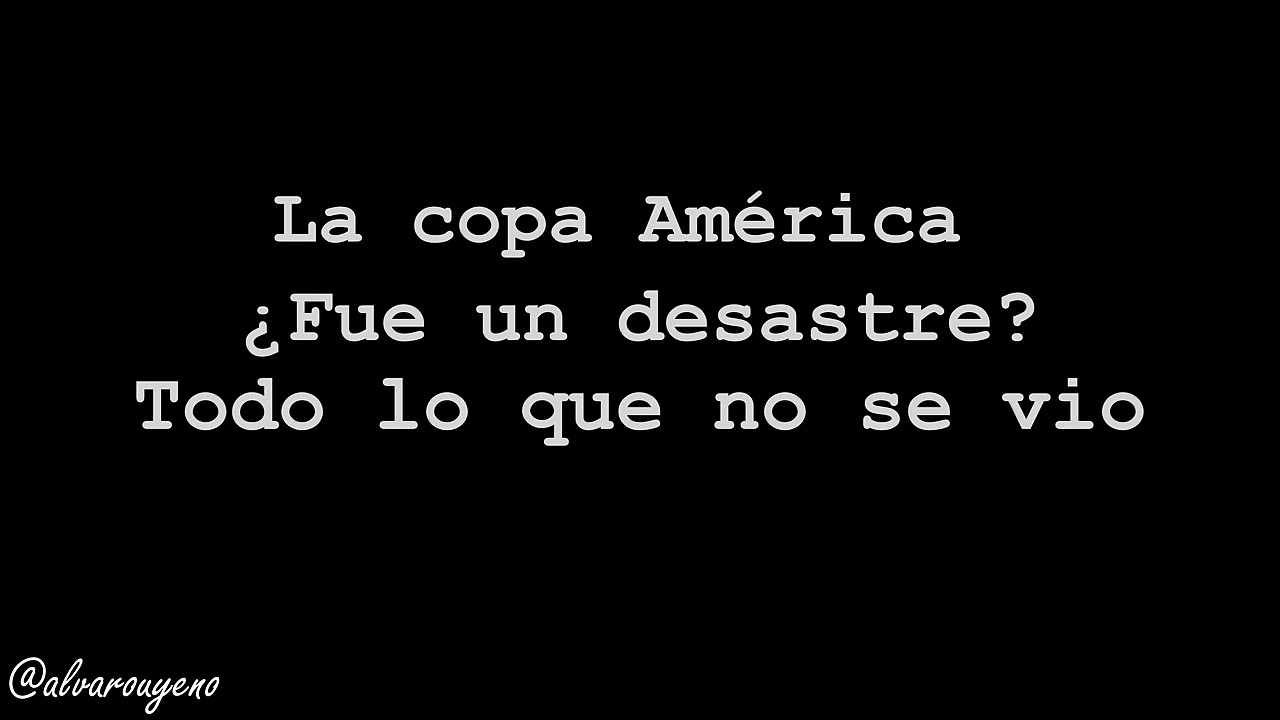 La copa América
¿Fue un desastre?
Todo lo que no se vio
@alvarouyeno